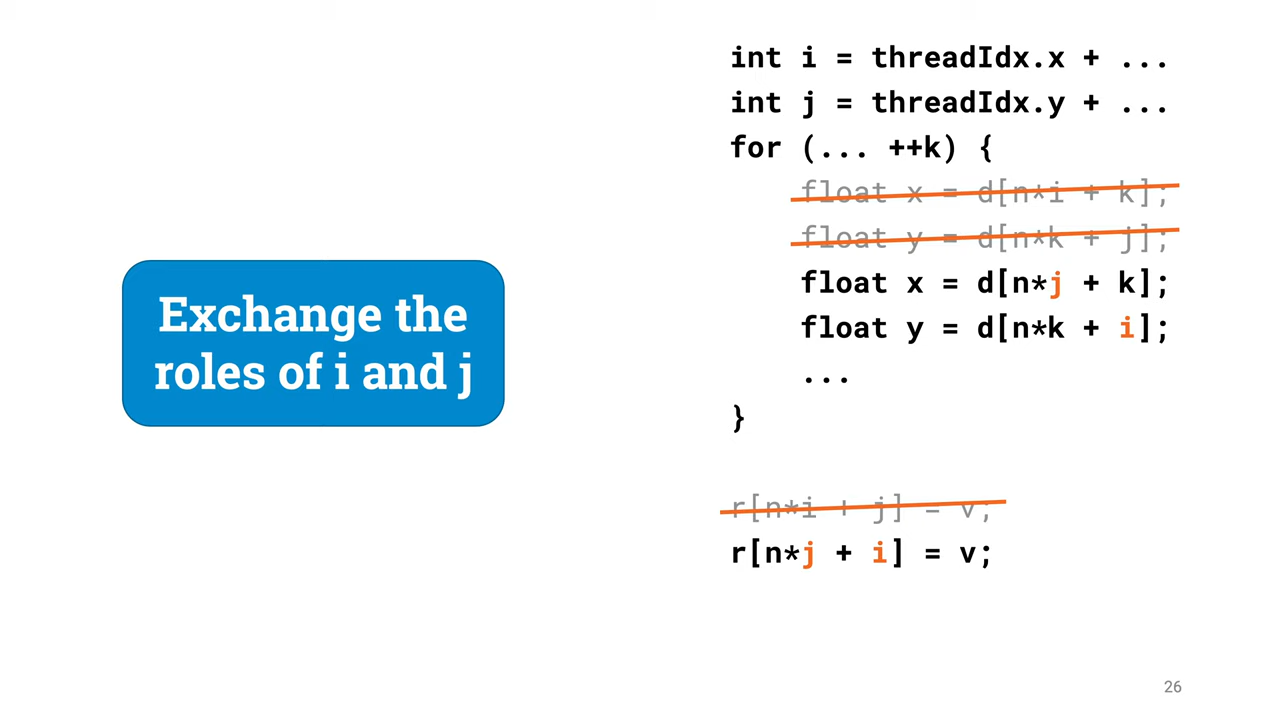 Exchange the
roles of i and j
int i = threadIdx.x + ...
int j = threadIdx.y + ...
for (... ++k) {
    float x = d[n*i + k];
    float y = d[n*k + j];
    float x = d[n*j + k];
    float y = d[n*k + i];
    ...
}
r[n*i + j] = v;
r[n*j + i] = v;
26